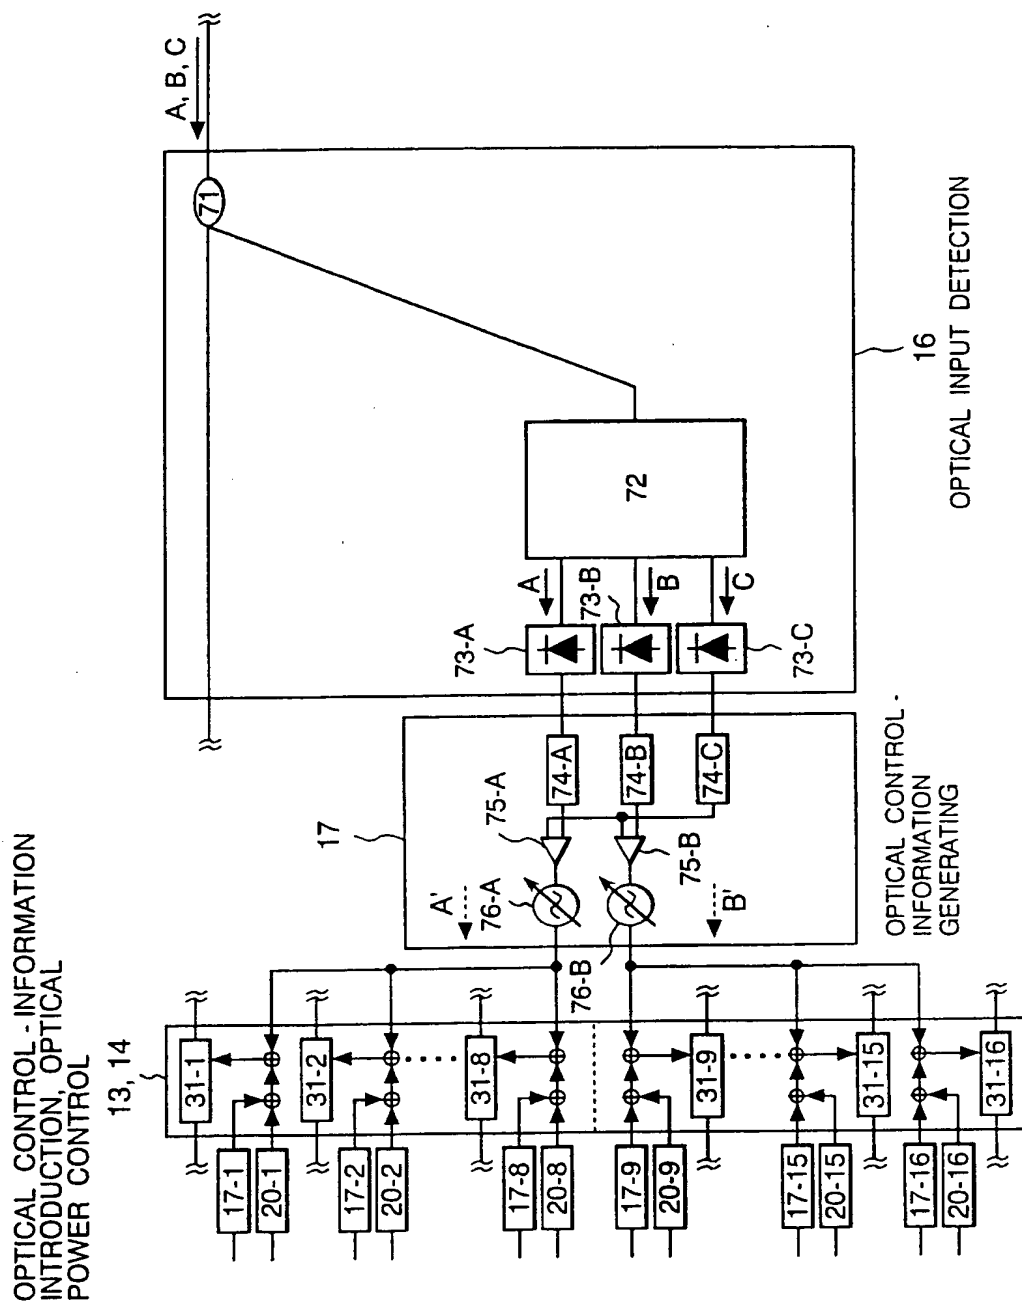 OPTICAL CONTROL-INFORMATION
INTRODUCTION, OPTICAL
POWER CONTROL
13, 14
31-1
31-2
31-8
31-9
31-15
31-16
17-1
20-1
17-2
20-2
17-8
20-8
17-9
20-9
17-15
20-15
17-16
20-16
17
A'
76-A
75-A
74-A
76-B
B'
75-B
74-B
74-C
OPTICAL CONTROL-
INFORMATION
GENERATING
A, B, C
71
72
A
73-A
73-B
B
C
73-C
16
OPTICAL INPUT DETECTION